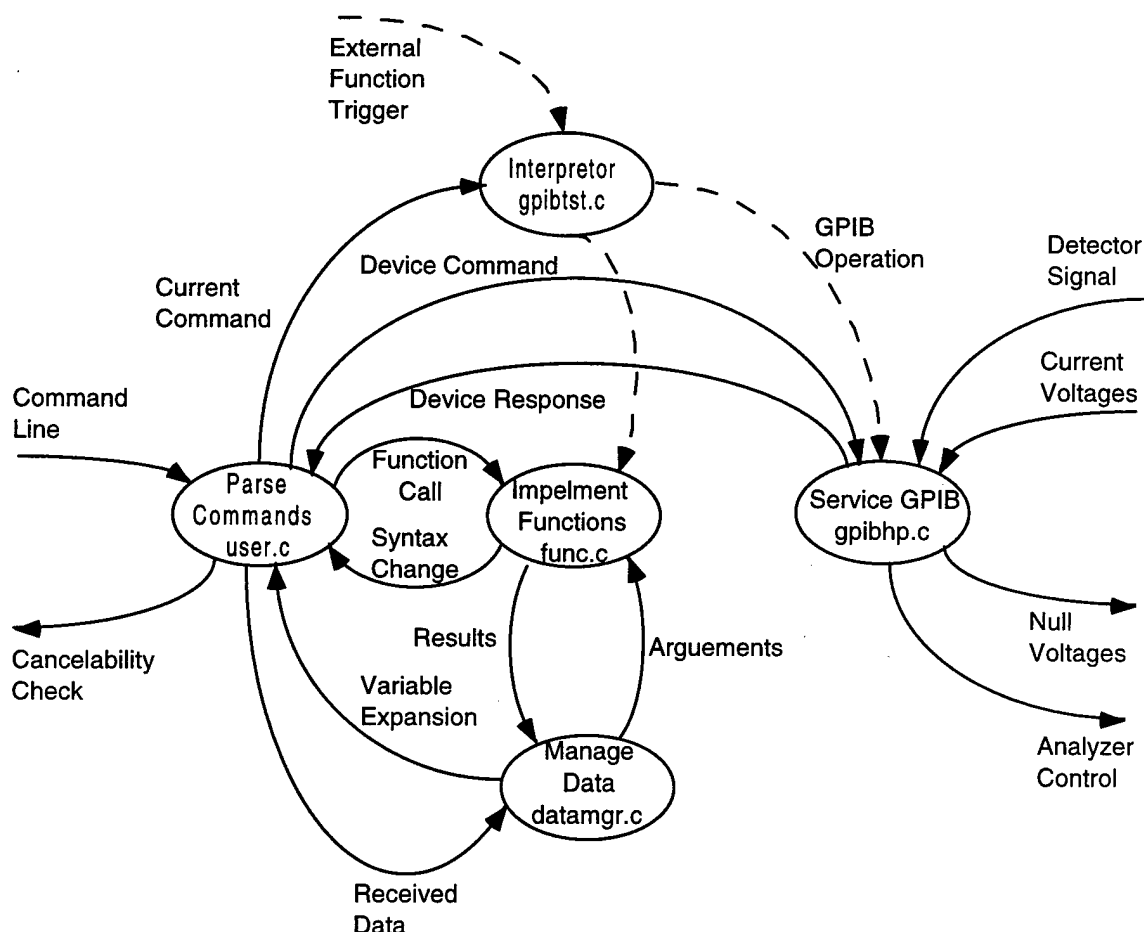 External
Function
Trigger
Interpretor
gpibtst.c
GPIB
Operation
Detector
Signal
Device Command
Current
Command
Current
Voltages
Command
Line
Device Response
Function
Call
Parse
Commands
user.c
Impelment
Functions
func.c
Service GPIB
gpibhp.c
Syntax
Change
Cancelability
Check
Results
Arguements
Null
Voltages
Variable
Expansion
Manage
Data
datamgr.c
Analyzer
Control
Received
Data